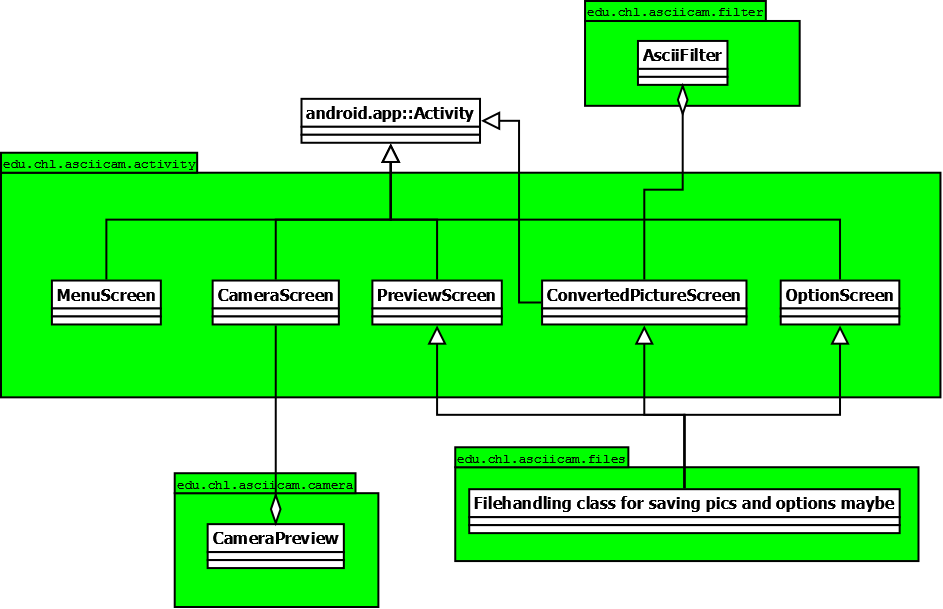 edu.chl.asciicam.filter
AsciiFilter
android.app::Activity
edu.chl.asciicam.activity
MenuScreen
CameraScreen
PreviewScreen
ConvertedPictureScreen
OptionScreen
edu.chl.asciicam.files
Filehandling class for saving pics and options maybe
edu.chl.asciicam.camera
CameraPreview